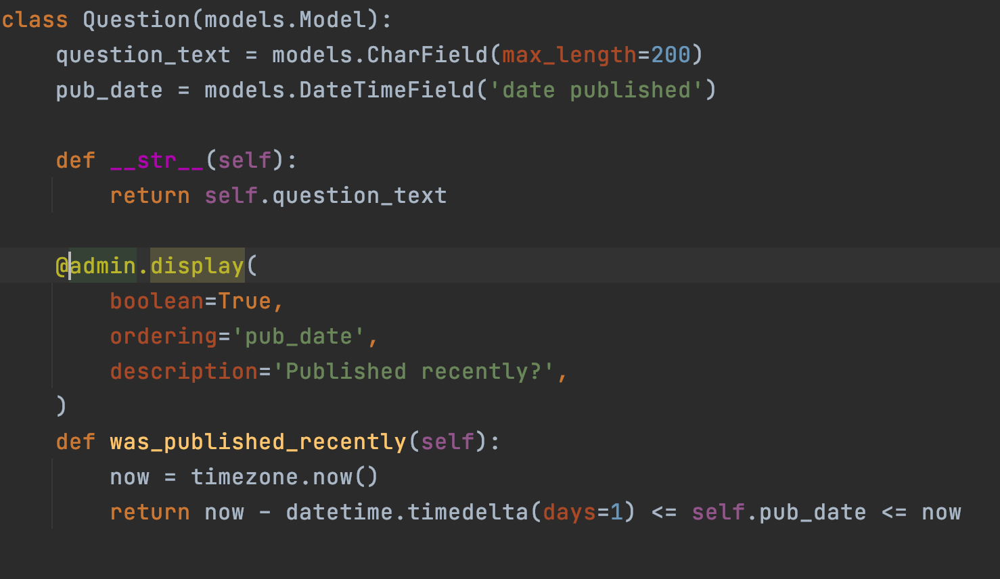 class Question(models.Model):
    question_text = models.CharField(max_length=200)
    pub_date = models.DateTimeField('date published')

    def __str__(self):
        return self.question_text

    @admin.display(
        boolean=True,
        ordering='pub_date',
        description='Published recently?',
    )
    def was_published_recently(self):
        now = timezone.now()
        return now - datetime.timedelta(days=1) <= self.pub_date <= now